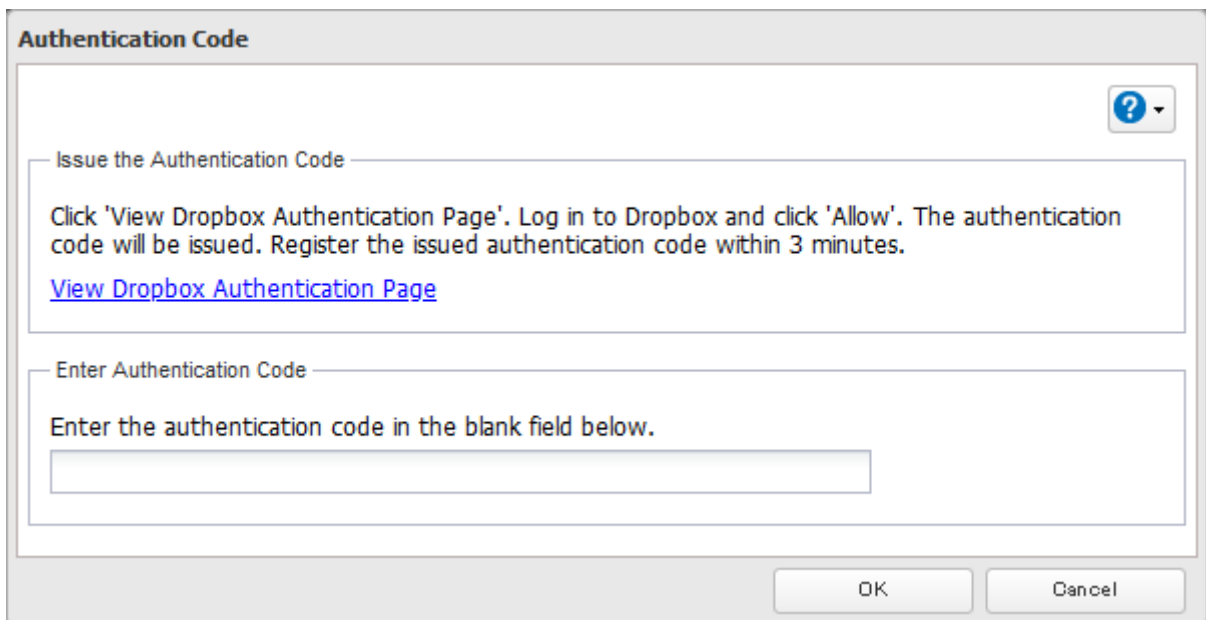 Authentication Code
?
Issue the Authentication Code
Click 'View Dropbox Authentication Page'. Log in to Dropbox and click 'Allow'. The authentication
code will be issued. Register the issued authentication code within 3 minutes.
View Dropbox Authentication Page
Enter Authentication Code
Enter the authentication code in the blank field below.
OK
Cancel